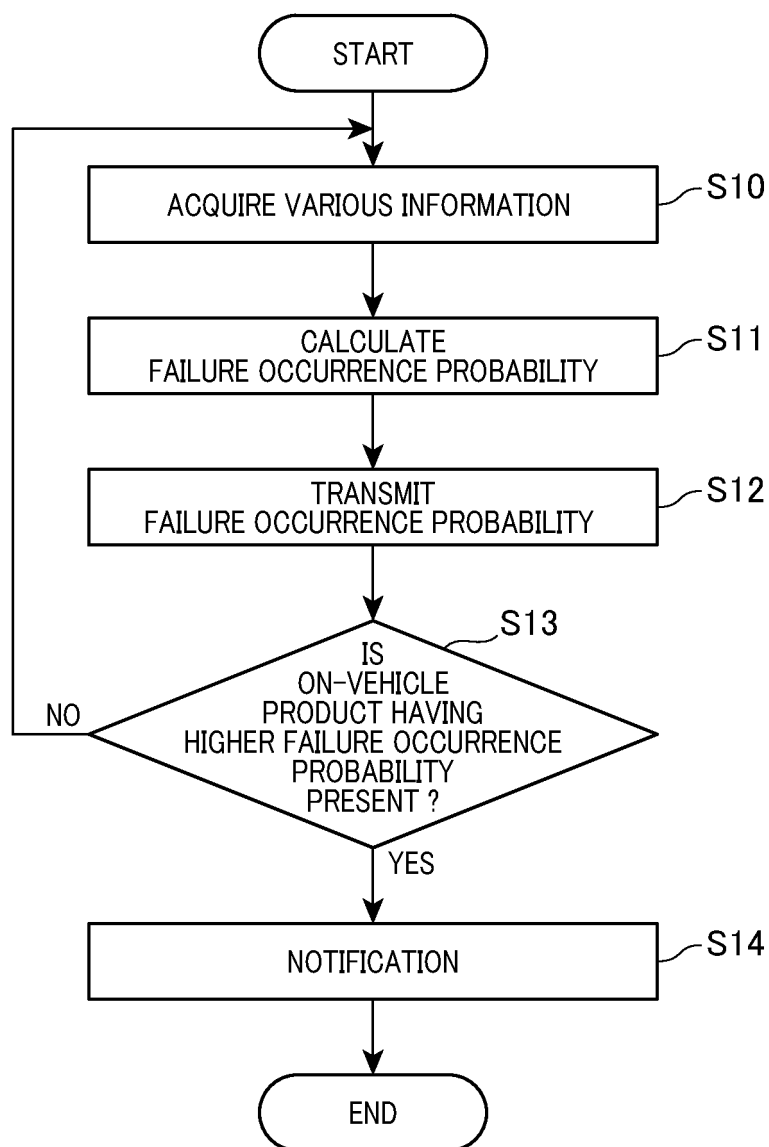 START
ACQUIRE VARIOUS INFORMATION
S10
CALCULATE
FAILURE OCCURRENCE PROBABILITY
S11
TRANSMIT
FAILURE OCCURRENCE PROBABILITY
S12
S13
IS
ON-VEHICLE
PRODUCT HAVING
HIGHER FAILURE OCCURRENCE
PROBABILITY
PRESENT ?
NO
YES
NOTIFICATION
S14
END